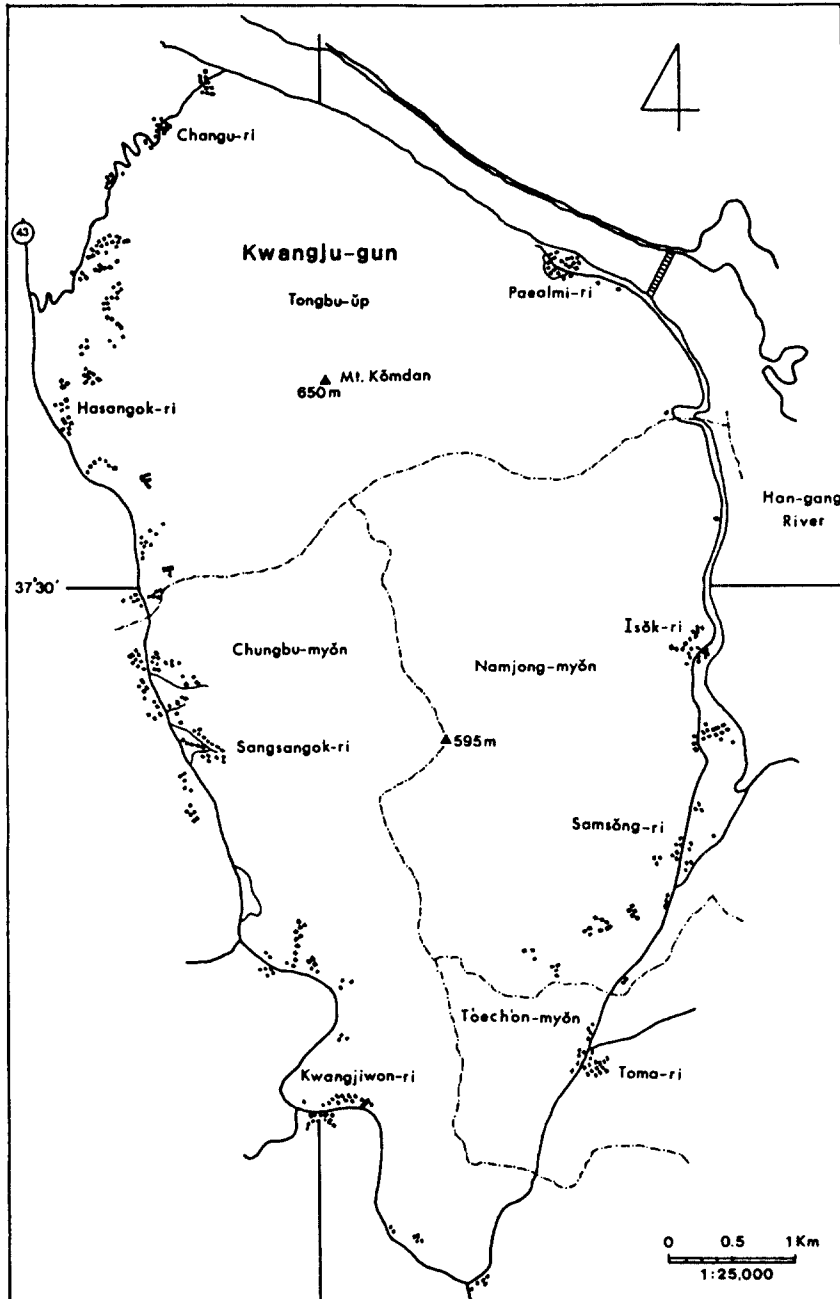 Changu-ri
43
Kwangju-gun
Tongbu-ŭp
Paealmi-ri
Mt. Kŏmdan
650m
Hasangok-ri
Han-gang
River
37°30'
Isŏk-ri
Chungbu-myŏn
Namjong-myŏn
Sangsangok-ri
595m
Samsŏng-ri
T'oech'on-myŏn
Kwangjiwon-ri
Toma-ri
0 0.5 1Km
1:25,000